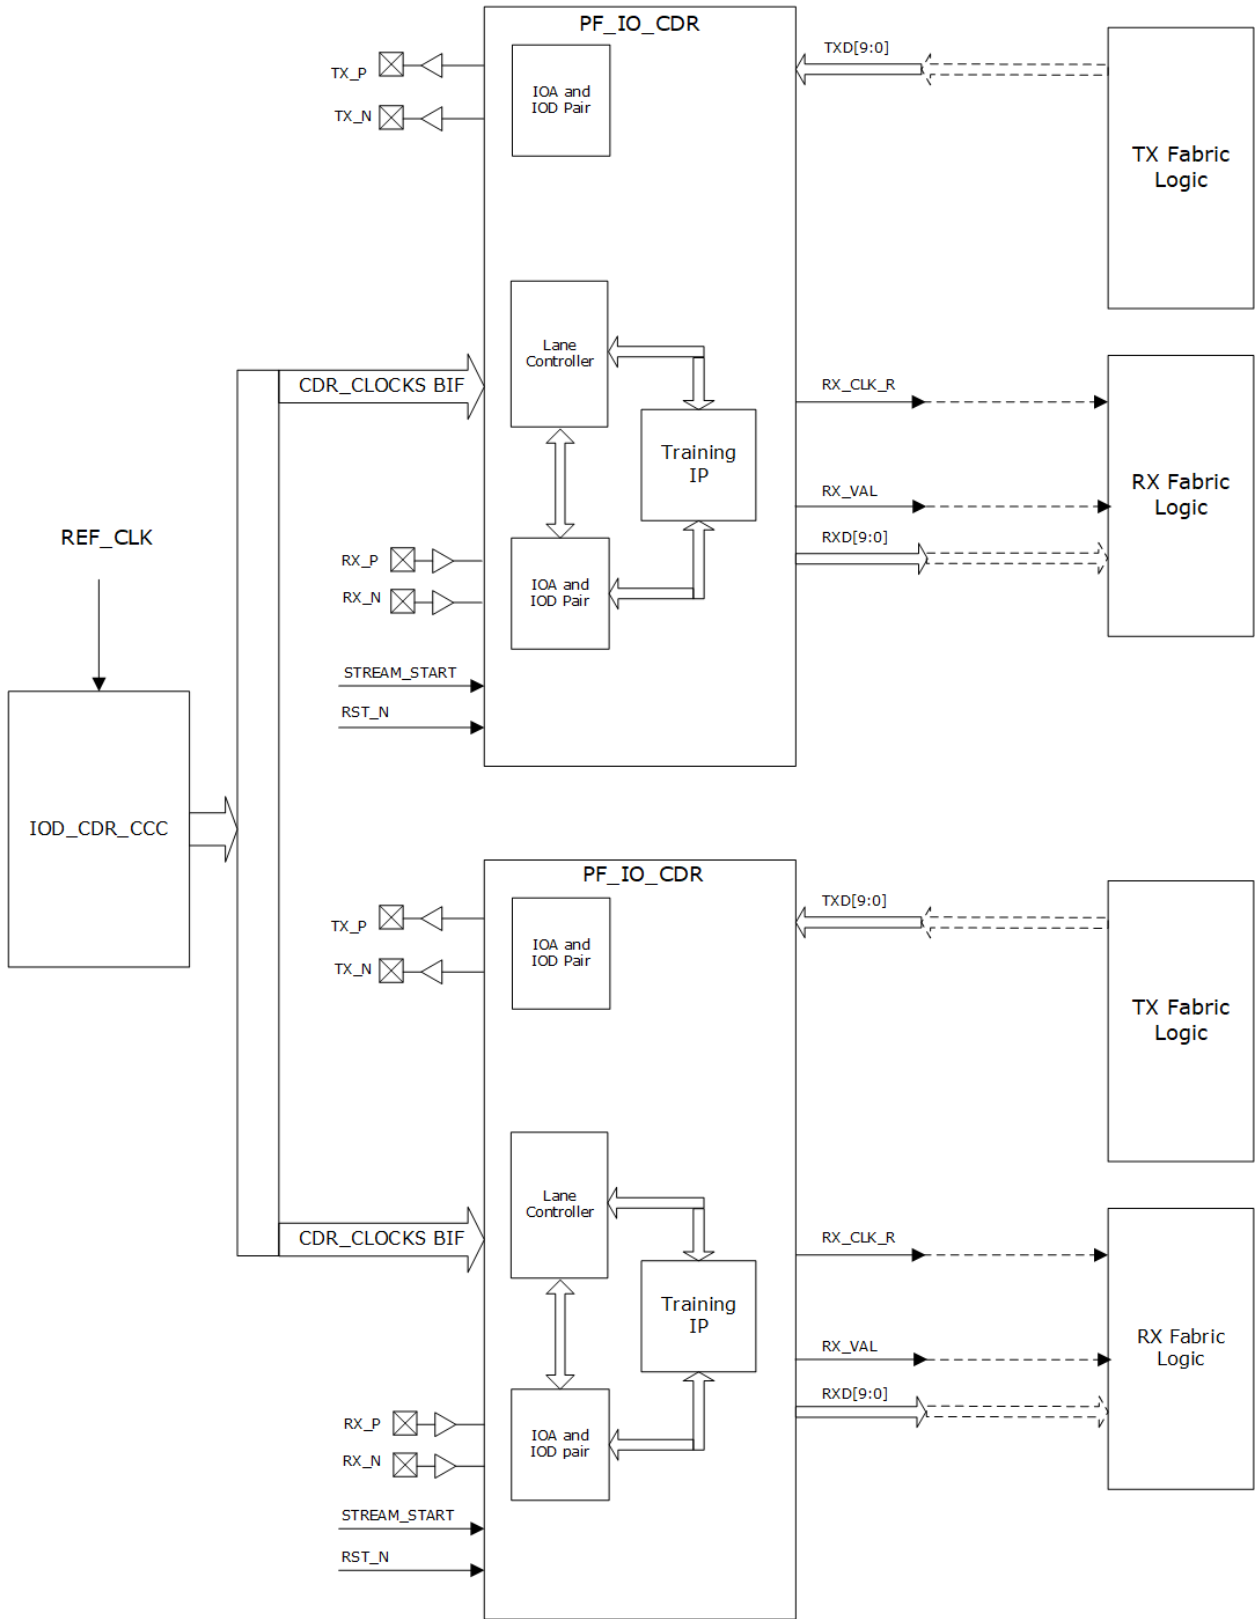 PF_IO_CDR
TX_P
TX_N
IOA and
IOD Pair
TXD[9:0]
TX Fabric
Logic
Lane
Controller
CDR_CLOCKS BIF
Training
IP
RX_CLK_R
RX_VAL
RXD[9:0]
RX Fabric
Logic
REF_CLK
RX_P
RX_N
IOA and
IOD Pair
STREAM_START
RST_N
IOD_CDR_CCC
PF_IO_CDR
TX_P
TX_N
IOA and
IOD Pair
TXD[9:0]
TX Fabric
Logic
Lane
Controller
CDR_CLOCKS BIF
Training
IP
RX_CLK_R
RX_VAL
RXD[9:0]
RX Fabric
Logic
RX_P
RX_N
IOA and
IOD pair
STREAM_START
RST_N